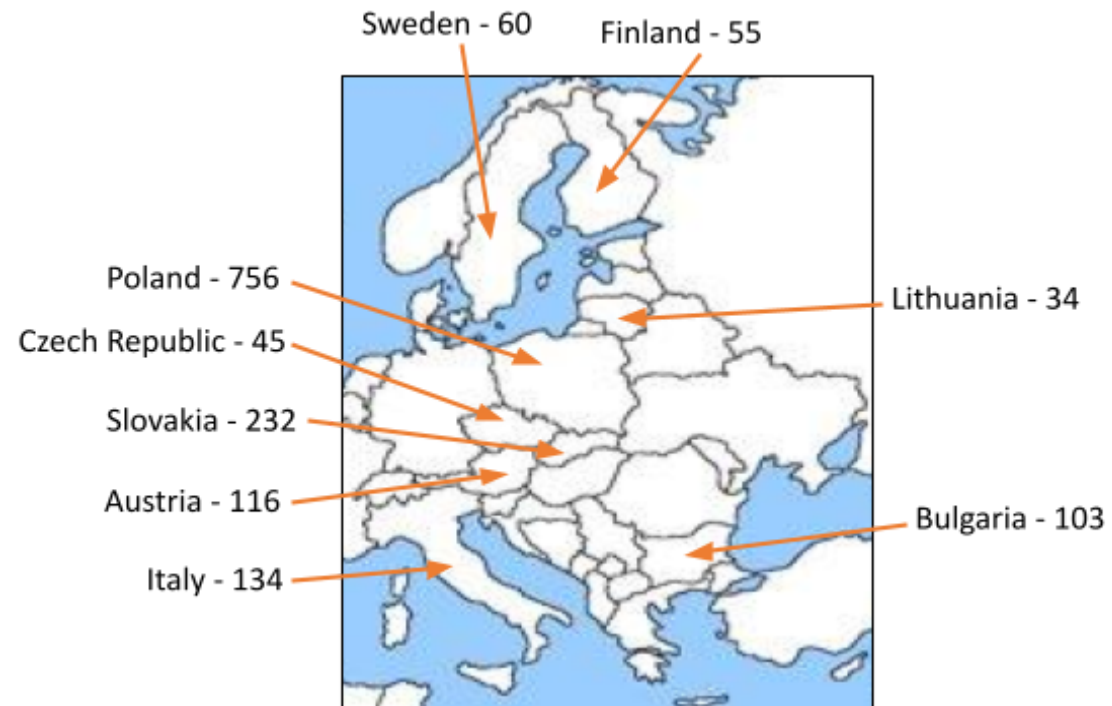 Sweden - 60
Finland - 55
Poland - 756
Lithuania - 34
Czech Republic - 45
Slovakia - 232
Austria - 116
Bulgaria - 103
Italy - 134